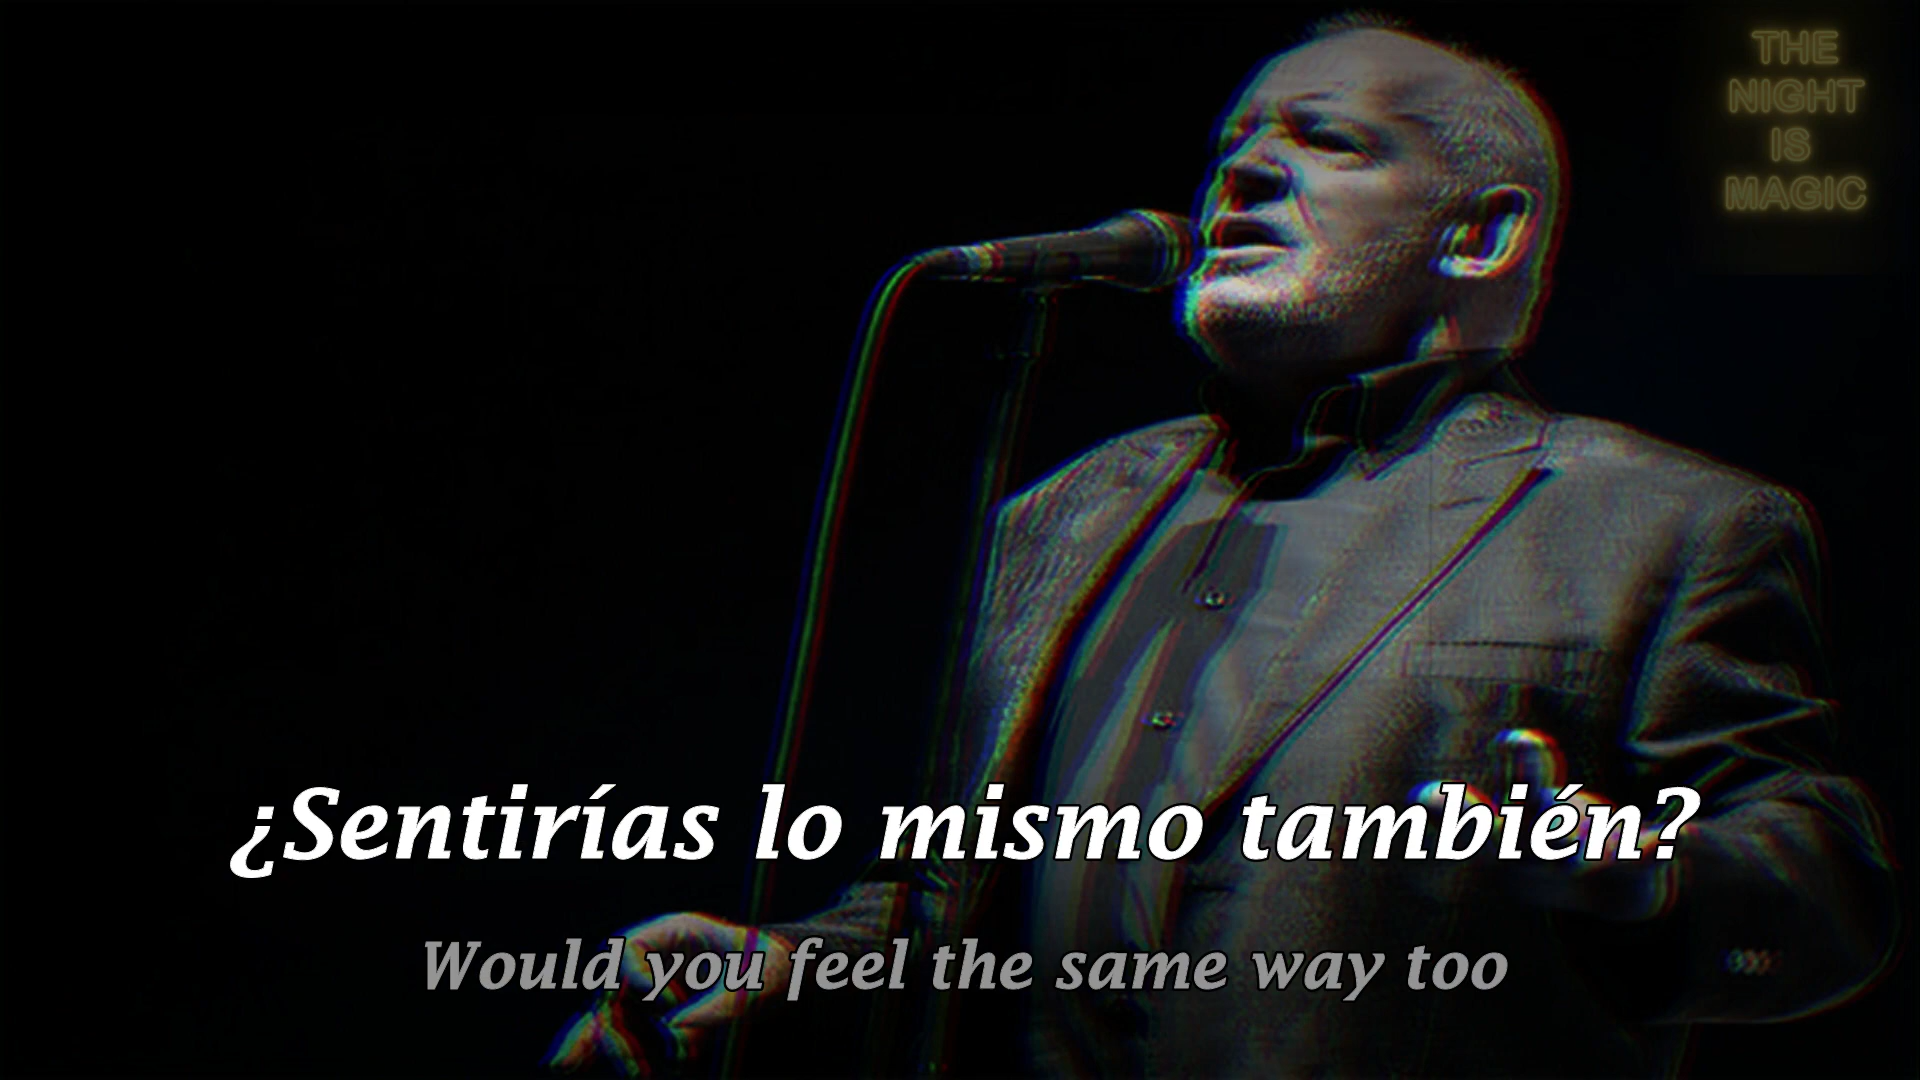 THE
NIGHT
IS
MAGIC
¿Sentirías lo mismo también?
Would you feel the same way too